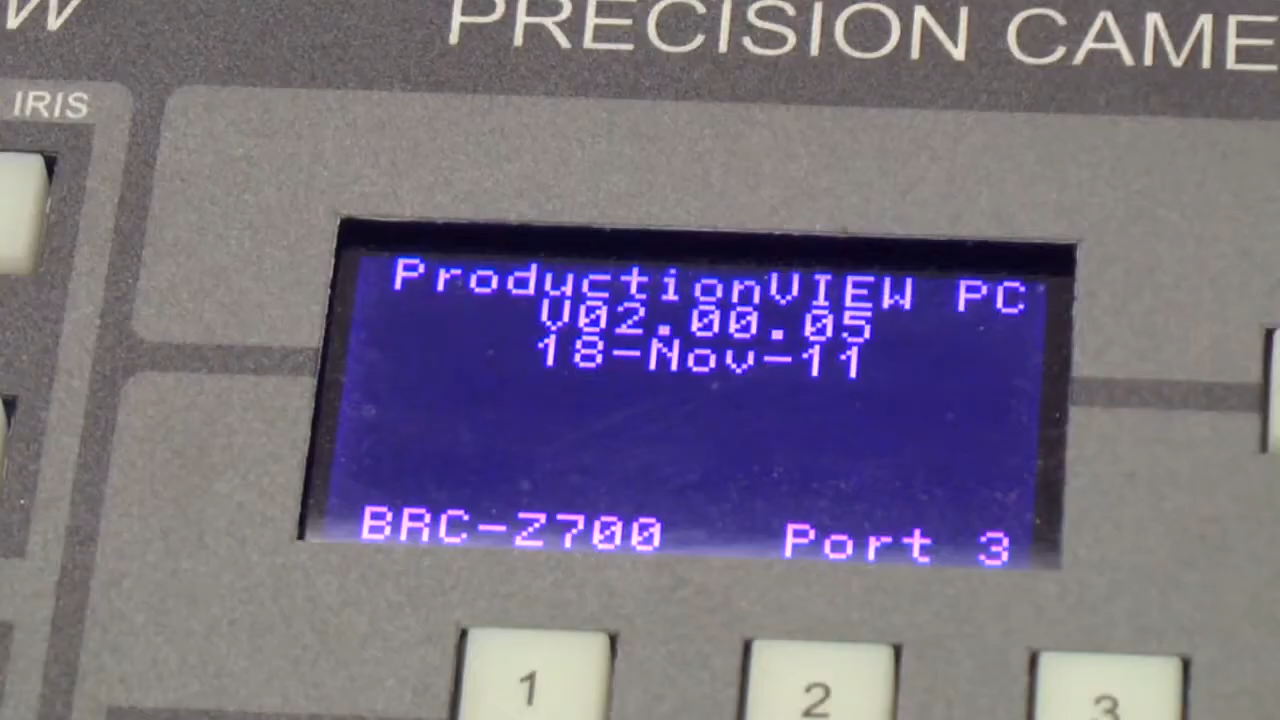 W
PRECISION CAME
IRIS
ProductionVIEW PC
V02.00.05
18-Nov-11
BRC-Z700 Port 3
1 2 3